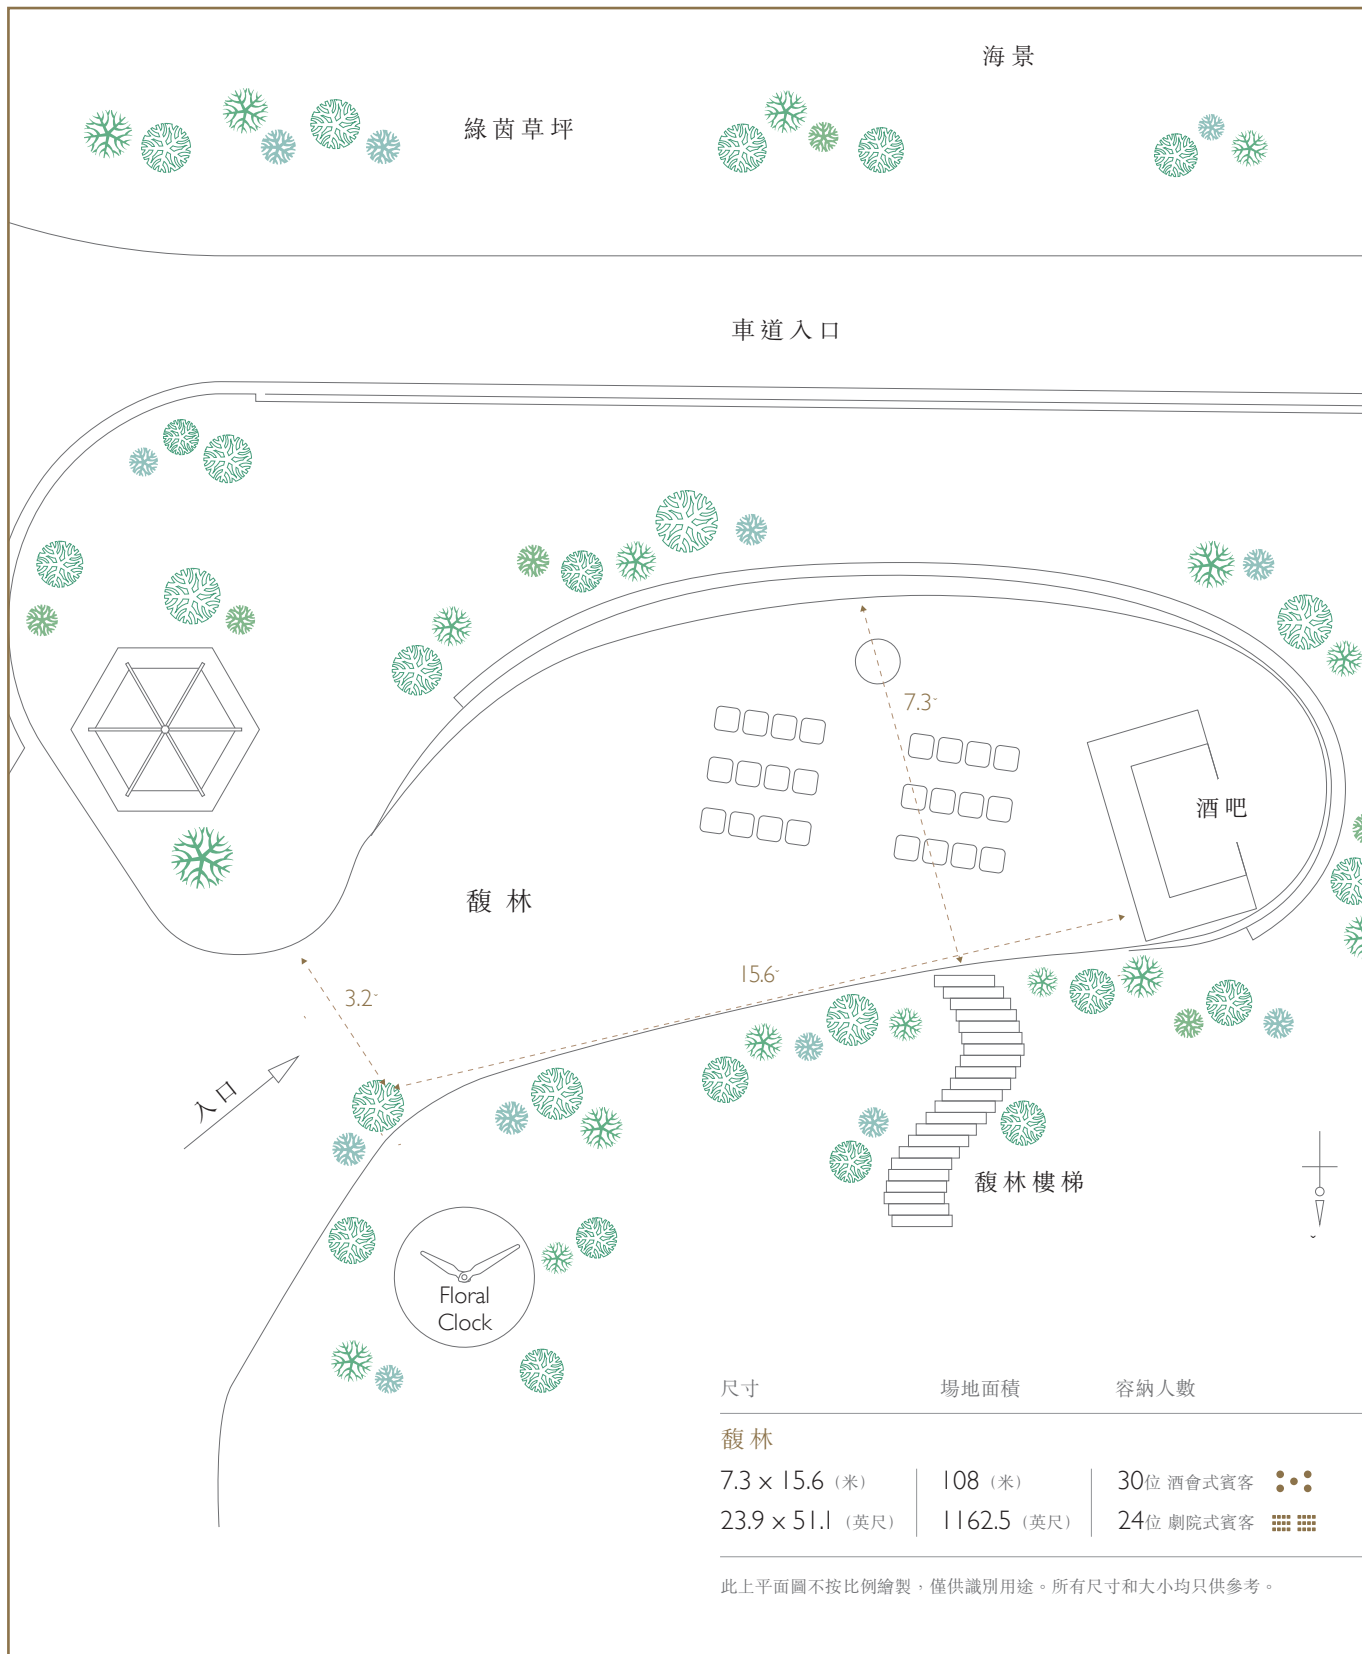 海景
綠茵草坪
車道入口
7.3
酒吧
馥林
15.6
3.2
入口
馥林樓梯
Floral
Clock
尺寸 場地面積 容納人數
馥林
7.3 x 15.6 (米) 108 (米) 30位 酒會式賓客
23.9 x 51.1 (英尺) 1162.5 (英尺) 24位 劇院式賓客
此上平面圖不按比例繪製，僅供識別用途。所有尺寸和大小均只供參考。